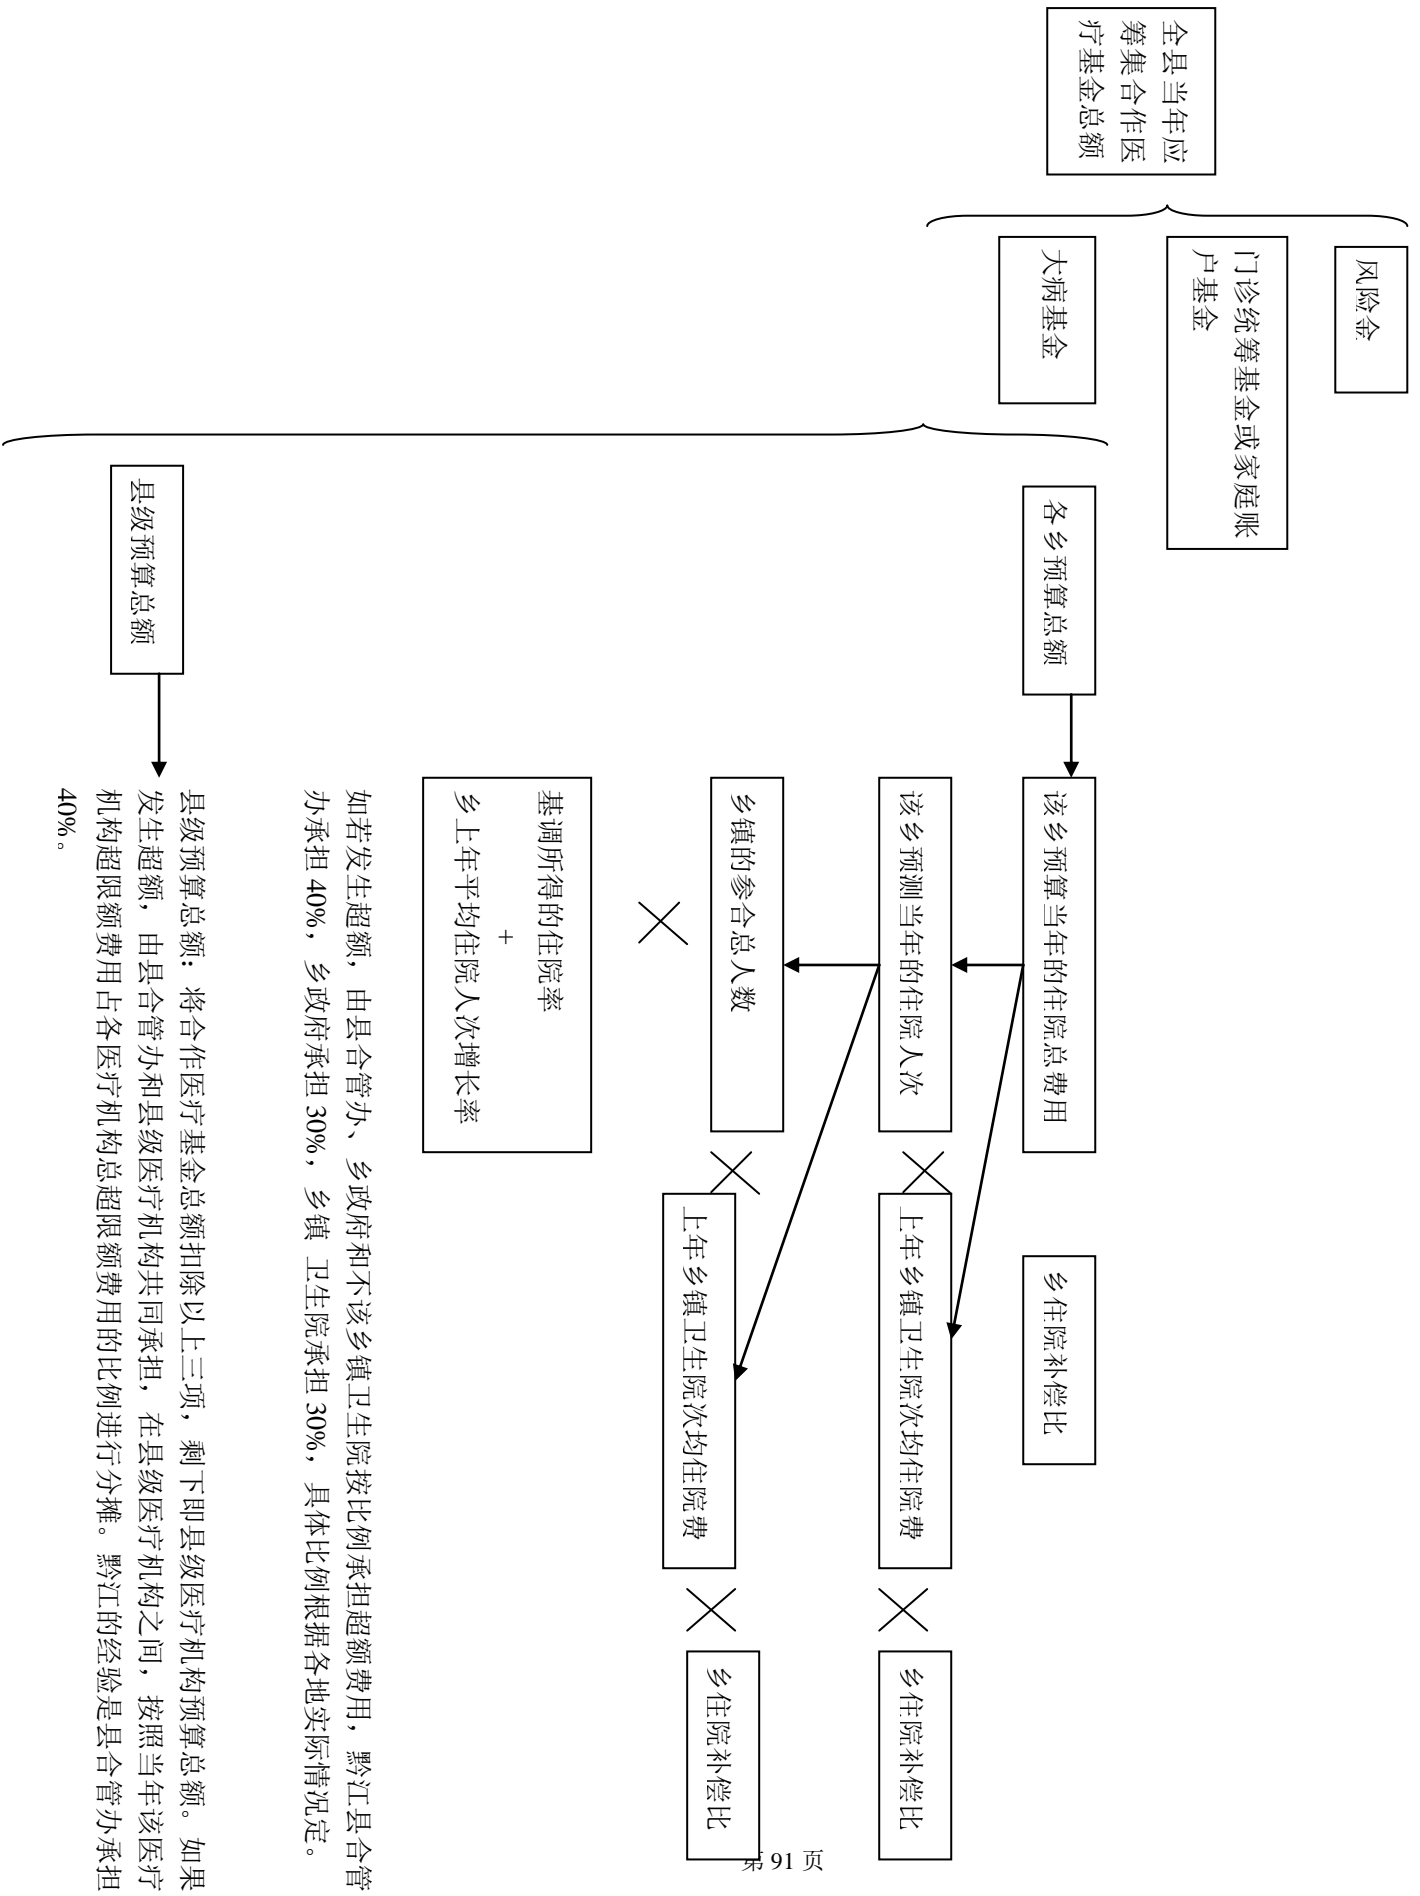 全县当年应
筹集合作医
疗基金总额
风险金
门诊统筹基金或家庭账
户基金
大病基金
各乡预算总额
该乡预算当年的住院总费用
乡住院补偿比
该乡预测当年的住院人次
上年乡镇卫生院次均住院费
乡住院补偿比
乡镇的参合总人数
上年乡镇卫生院次均住院费
乡住院补偿比
基调所得的住院率
+
乡上年平均住院人次增长率
如若发生超额，由县合管办、乡政府和不该乡镇卫生院按比例承担超额费用，黔江县合管
办承担 40%，乡政府承担 30%，乡镇 卫生院承担 30%，具体比例根据各地实际情况定。
县级预算总额
县级预算总额：将合作医疗基金总额扣除以上三项，剩下即县级医疗机构预算总额。如果
发生超额，由县合管办和县级医疗机构共同承担，在县级医疗机构之间，按照当年该医疗
机构超限额费用占各医疗机构总超限额费用的比例进行分摊。黔江的经验是县合管办承担
40%。
第 91 页